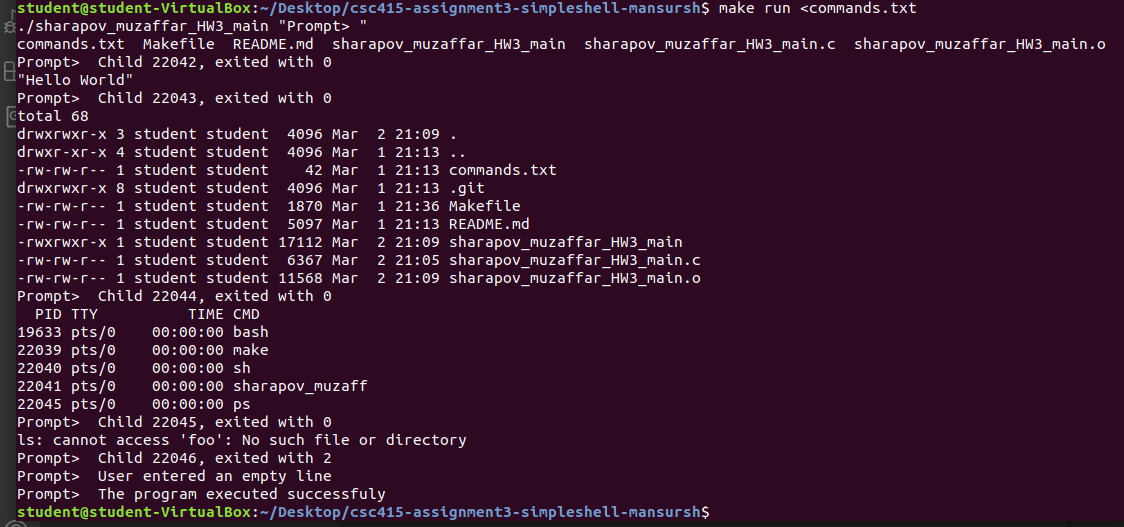 student@student-VirtualBox:~/Desktop/csc415-assignment3-simpleshell-mansursh$ make run <commands.txt
./sharapov_muzaffar_HW3_main "Prompt> "
commands.txt  Makefile  README.md  sharapov_muzaffar_HW3_main  sharapov_muzaffar_HW3_main.c  sharapov_muzaffar_HW3_main.o
Prompt>  Child 22042, exited with 0
"Hello World"
Prompt>  Child 22043, exited with 0
total 68
drwxrwxr-x 3 student student  4096 Mar  2 21:09 .
drwxrwxr-x 4 student student  4096 Mar  1 21:13 ..
-rw-rw-r-- 1 student student    42 Mar  1 21:13 commands.txt
drwxrwxr-x 8 student student  4096 Mar  1 21:13 .git
-rw-rw-r-- 1 student student  1870 Mar  1 21:36 Makefile
-rw-rw-r-- 1 student student  5097 Mar  1 21:13 README.md
-rwxrwxr-x 1 student student 17112 Mar  2 21:09 sharapov_muzaffar_HW3_main
-rw-rw-r-- 1 student student  6367 Mar  2 21:05 sharapov_muzaffar_HW3_main.c
-rw-rw-r-- 1 student student 11568 Mar  2 21:09 sharapov_muzaffar_HW3_main.o
Prompt>  Child 22044, exited with 0
  PID TTY          TIME CMD
19633 pts/0    00:00:00 bash
22039 pts/0    00:00:00 make
22040 pts/0    00:00:00 sh
22041 pts/0    00:00:00 sharapov_muzaff
22045 pts/0    00:00:00 ps
Prompt>  Child 22045, exited with 0
ls: cannot access 'foo': No such file or directory
Prompt>  Child 22046, exited with 2
Prompt>  User entered an empty line
Prompt>  The program executed successfuly
student@student-VirtualBox:~/Desktop/csc415-assignment3-simpleshell-mansursh$